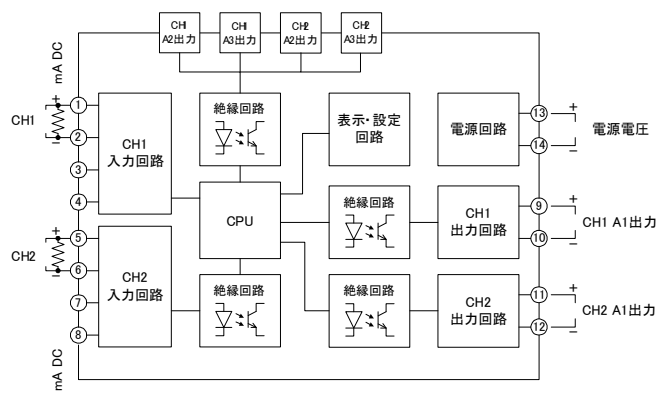 CH1
A2出力
CH1
A3出力
CH2
A2出力
CH2
A3出力
mA DC
CH1
+
−
①
②
③
④
CH1
入力回路
絶縁回路
表示・設定
回路
電源回路
⑬
⑭
+
−
電源電圧
CPU
絶縁回路
CH1
出力回路
⑨
⑩
+
−
CH1 A1出力
CH2
+
−
⑤
⑥
⑦
⑧
CH2
入力回路
絶縁回路
絶縁回路
CH2
出力回路
⑪
⑫
+
−
CH2 A1出力
mA DC